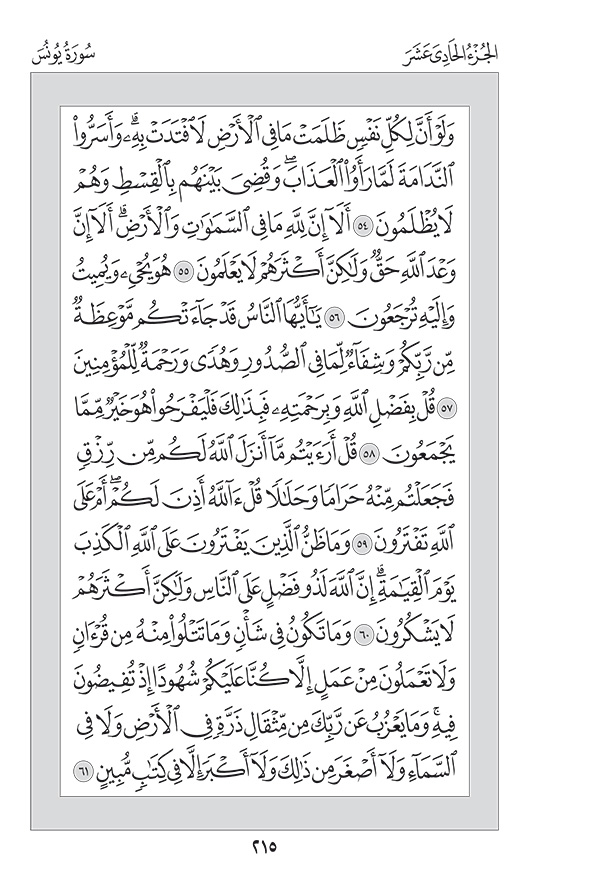 الجُزْءُ الحَادِى عَشَرَ
سُورَةُ يُونُسَ
وَلَوْ أَنَّ لِكُلِّ نَفْسٍ ظَلَمَتْ مَا فِى ٱلْأَرْضِ لَٱفْتَدَتْ بِهِۦۗ وَأَسَرُّوا۟
ٱلنَّدَامَةَ لَمَّا رَأَوُا۟ ٱلْعَذَابَۖ وَقُضِىَ بَيْنَهُم بِٱلْقِسْطِ وَهُمْ
لَا يُظْلَمُونَ ٥٤ أَلَآ إِنَّ لِلَّهِ مَا فِى ٱلسَّمَٰوَٰتِ وَٱلْأَرْضِۗ أَلَآ إِنَّ
وَعْدَ ٱللَّهِ حَقٌّ وَلَٰكِنَّ أَكْثَرَهُمْ لَا يَعْلَمُونَ ٥٥ هُوَ يُحْىِۦ وَيُمِيتُ
وَإِلَيْهِ تُرْجَعُونَ ٥٦ يَٰٓأَيُّهَا ٱلنَّاسُ قَدْ جَآءَتْكُم مَّوْعِظَةٌ
مِّن رَّبِّكُمْ وَشِفَآءٌ لِّمَا فِى ٱلصُّدُورِ وَهُدًى وَرَحْمَةٌ لِّلْمُؤْمِنِينَ
٥٧ قُلْ بِفَضْلِ ٱللَّهِ وَبِرَحْمَتِهِۦ فَبِذَٰلِكَ فَلْيَفْرَحُوا۟ هُوَ خَيْرٌ مِّمَّا
يَجْمَعُونَ ٥٨ قُلْ أَرَءَيْتُم مَّآ أَنزَلَ ٱللَّهُ لَكُم مِّن رِّزْقٍ
فَجَعَلْتُم مِّنْهُ حَرَامًا وَحَلَٰلًا قُلْ ءَآللَّهُ أَذِنَ لَكُمْۖ أَمْ عَلَى
ٱللَّهِ تَفْتَرُونَ ٥٩ وَمَا ظَنُّ ٱلَّذِينَ يَفْتَرُونَ عَلَى ٱللَّهِ ٱلْكَذِبَ
يَوْمَ ٱلْقِيَٰمَةِۗ إِنَّ ٱللَّهَ لَذُو فَضْلٍ عَلَى ٱلنَّاسِ وَلَٰكِنَّ أَكْثَرَهُمْ
لَا يَشْكُرُونَ ٦٠ وَمَا تَكُونُ فِى شَأْنٍ وَمَا تَتْلُوا۟ مِنْهُ مِن قُرْءَانٍ
وَلَا تَعْمَلُونَ مِنْ عَمَلٍ إِلَّا كُنَّا عَلَيْكُمْ شُهُودًا إِذْ تُفِيضُونَ
فِيهِۚ وَمَا يَعْزُبُ عَن رَّبِّكَ مِن مِّثْقَالِ ذَرَّةٍ فِى ٱلْأَرْضِ وَلَا فِى
ٱلسَّمَآءِ وَلَآ أَصْغَرَ مِن ذَٰلِكَ وَلَآ أَكْبَرَ إِلَّا فِى كِتَٰبٍ مُّبِينٍ ٦١
٢١٥